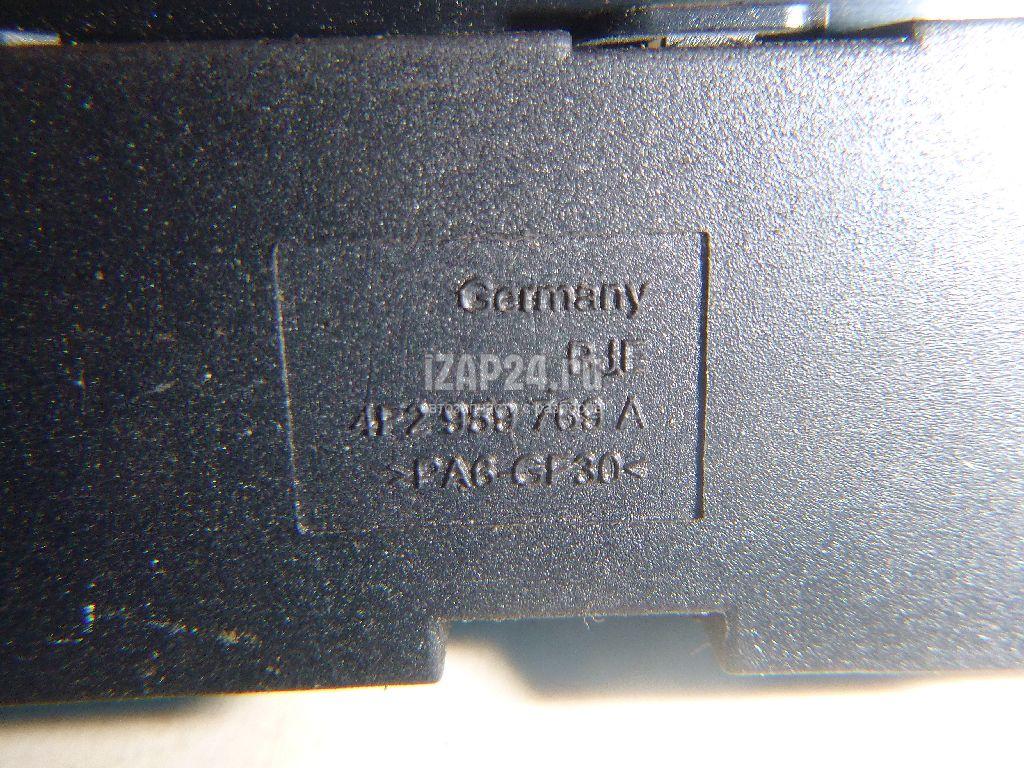 Germany
iZAP24.ru
4F2 959 769 A
>PA6-GF30<